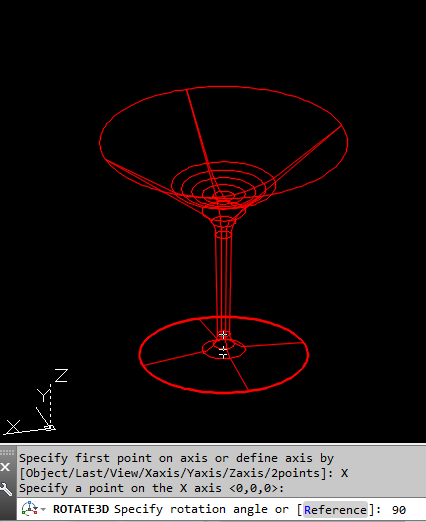 Z
Y
X
Specify first point on axis or define axis by
[Object/Last/View/Xaxis/Yaxis/Zaxis/2points]: X
Specify a point on the X axis <0,0,0>:
ROTATE3D Specify rotation angle or [Reference]: 90